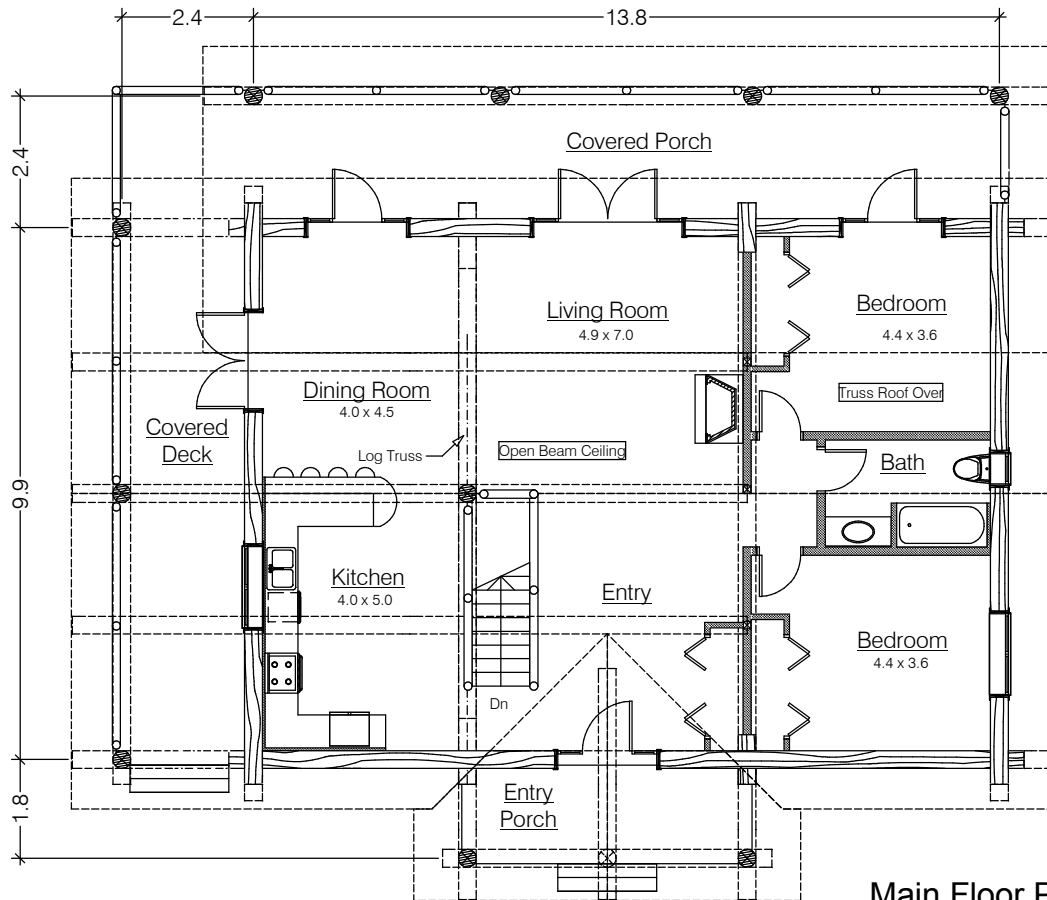 2.4
13.8
2.4
Covered Porch
Living Room
4.9 x 7.0
Bedroom
4.4 x 3.6
Dining Room
4.0 x 4.5
Truss Roof Over
Covered
Deck
Log Truss
Open Beam Ceiling
Bath
9.9
Kitchen
4.0 x 5.0
Entry
Bedroom
4.4 x 3.6
Dn
1.8
Entry
Porch
Main Floor P